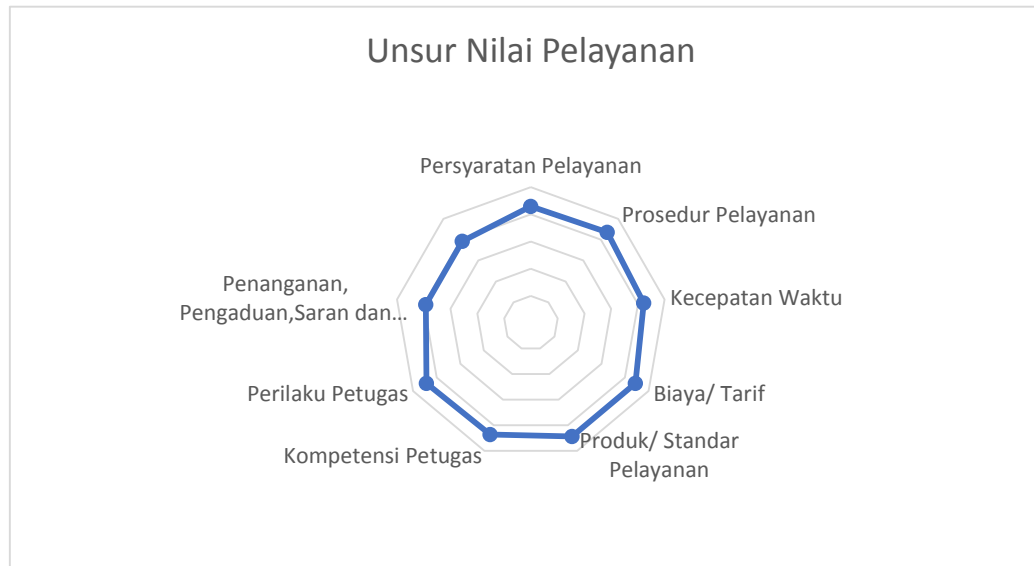 Unsur Nilai Pelayanan
Persyaratan Pelayanan
Prosedur Pelayanan
Kecepatan Waktu
Biaya/ Tarif
Produk/ Standar
Pelayanan
Kompetensi Petugas
Perilaku Petugas
Penanganan,
Pengaduan,Saran dan...